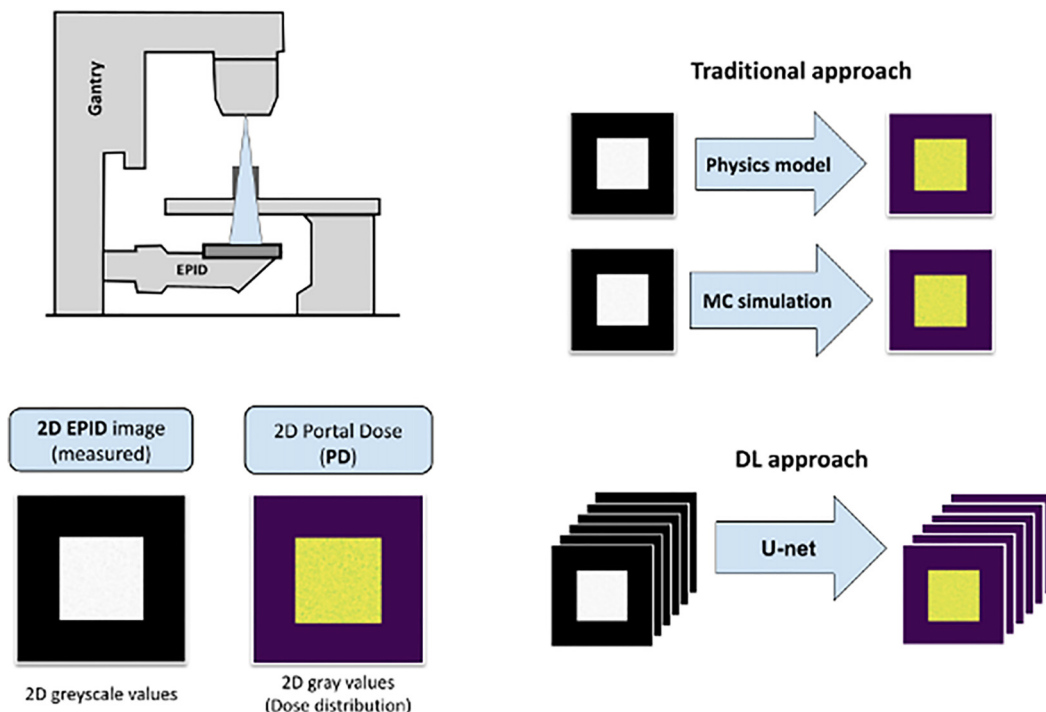 Gantry
EPID
Traditional approach
Physics model
MC simulation
2D EPID image
(measured)
2D Portal Dose
(PD)
2D greyscale values
2D gray values
(Dose distribution)
DL approach
U-net